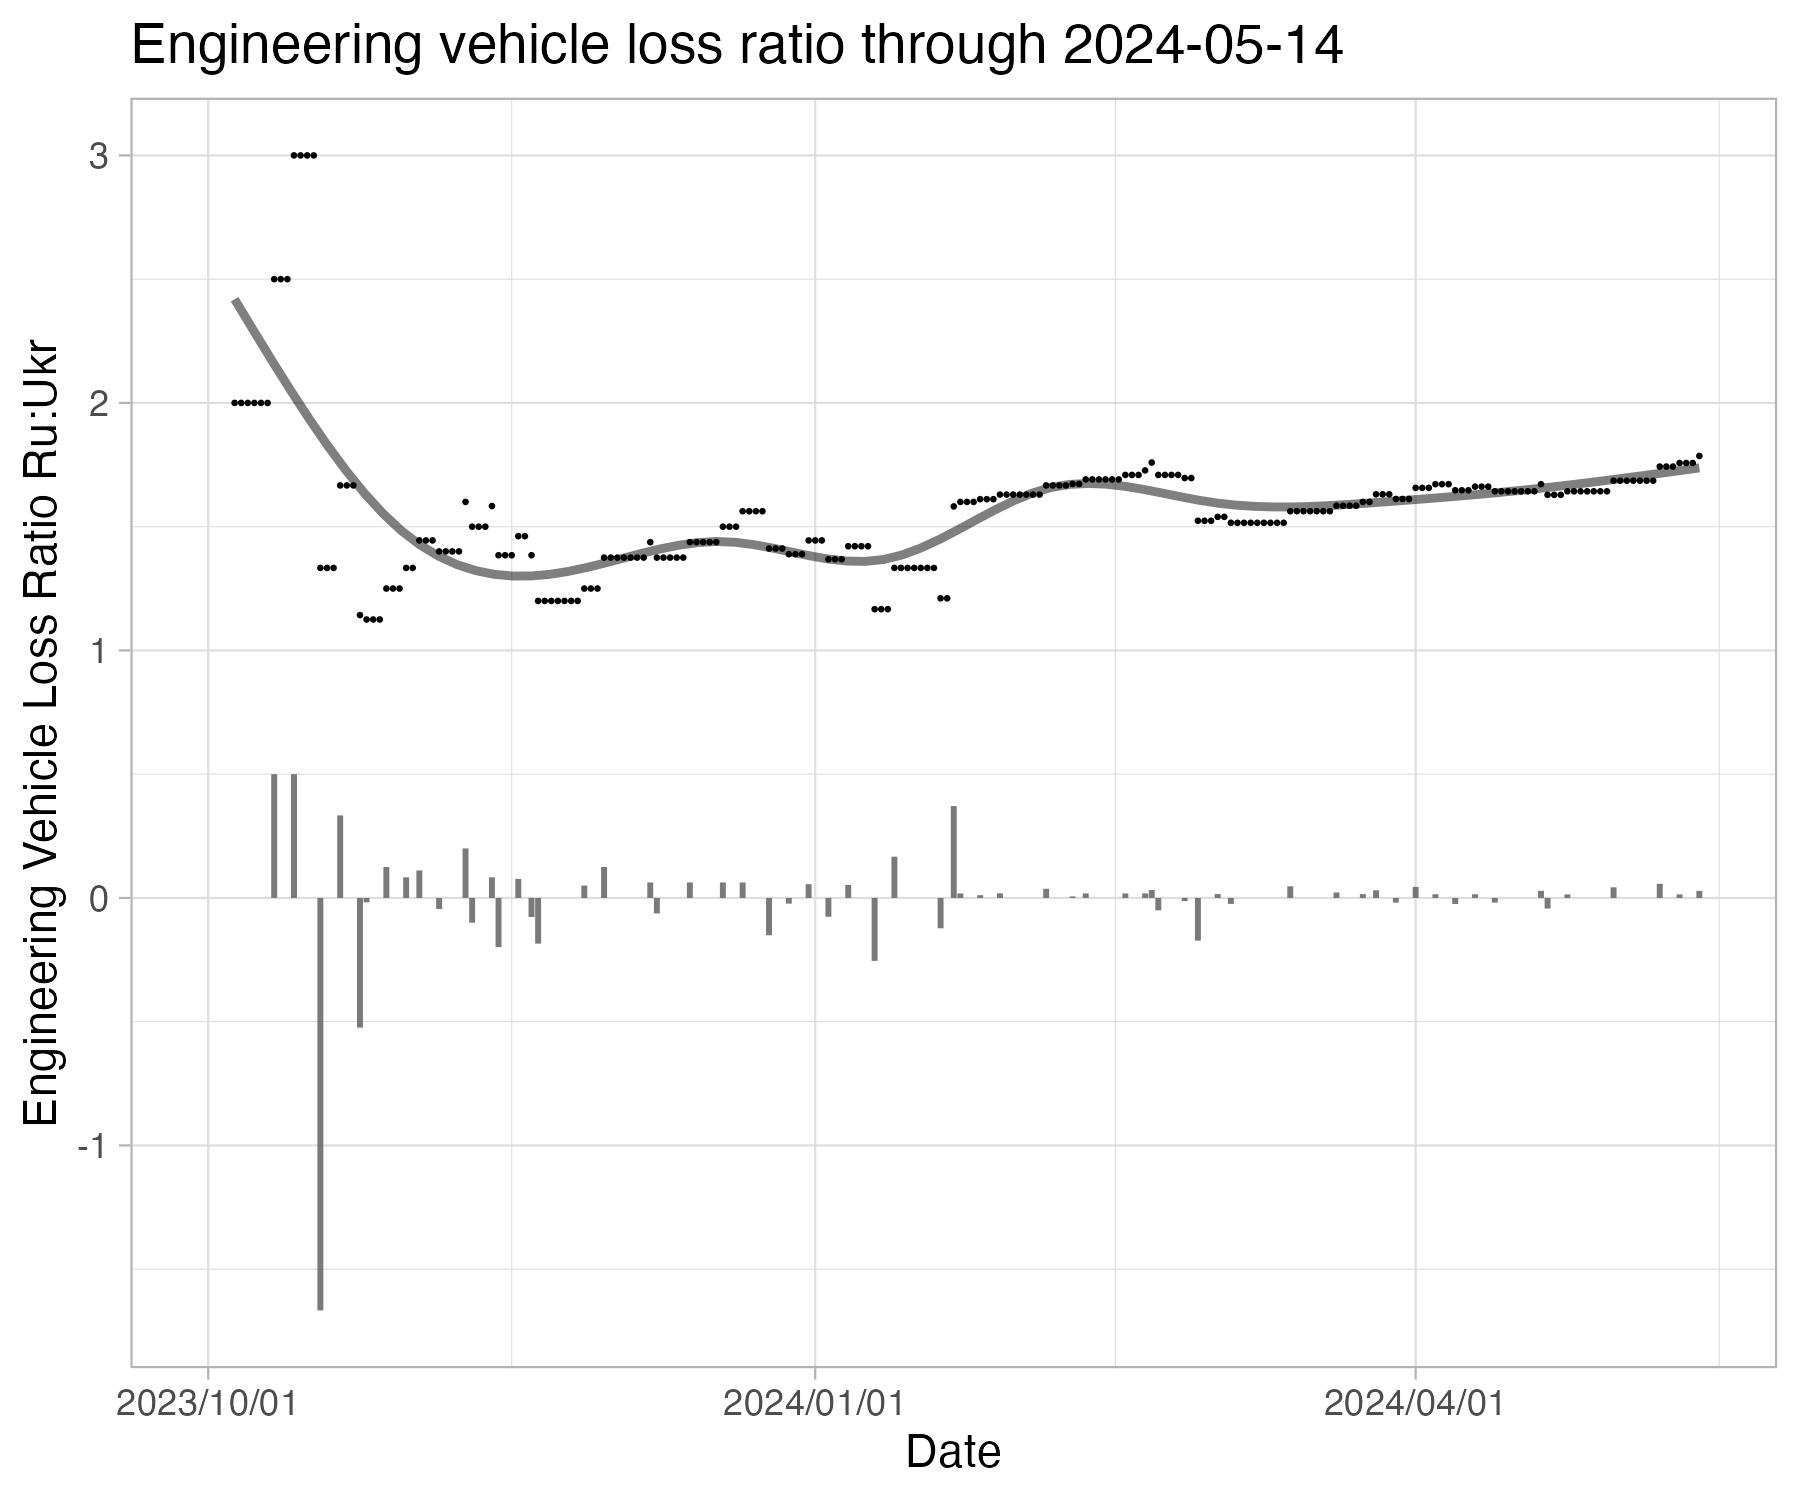 Engineering vehicle loss ratio through 2024-05-14
Engineering Vehicle Loss Ratio Ru:Ukr
3
2
1
0
-1
2023/10/01
2024/01/01
2024/04/01
Date